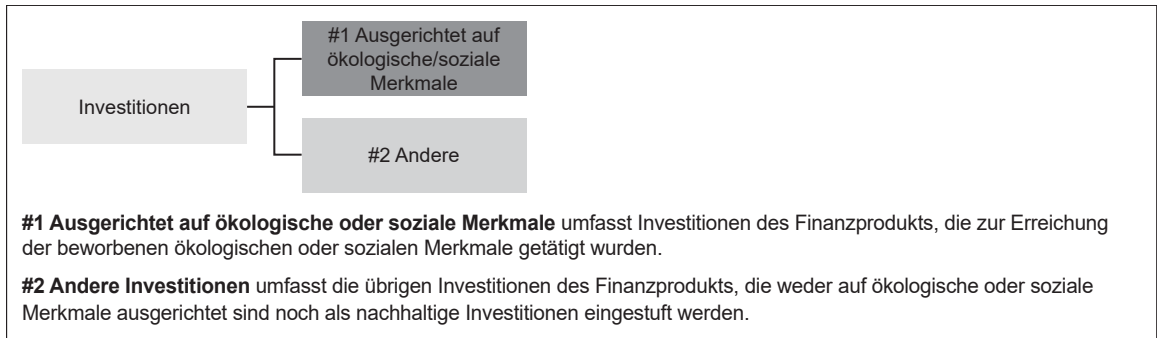 #1 Ausgerichtet auf
ökologische/soziale
Merkmale
Investitionen
#2 Andere
#1 Ausgerichtet auf ökologische oder soziale Merkmale umfasst Investitionen des Finanzprodukts, die zur Erreichung
der beworbenen ökologischen oder sozialen Merkmale getätigt wurden.
#2 Andere Investitionen umfasst die übrigen Investitionen des Finanzprodukts, die weder auf ökologische oder soziale
Merkmale ausgerichtet sind noch als nachhaltige Investitionen eingestuft werden.